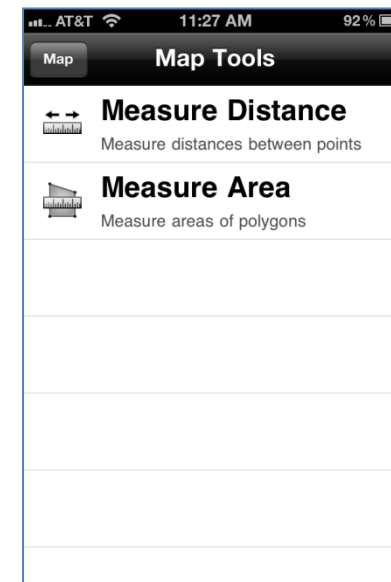 AT&T 11:27 AM 92%
Map Map Tools
Measure Distance
Measure distances between points
Measure Area
Measure areas of polygons